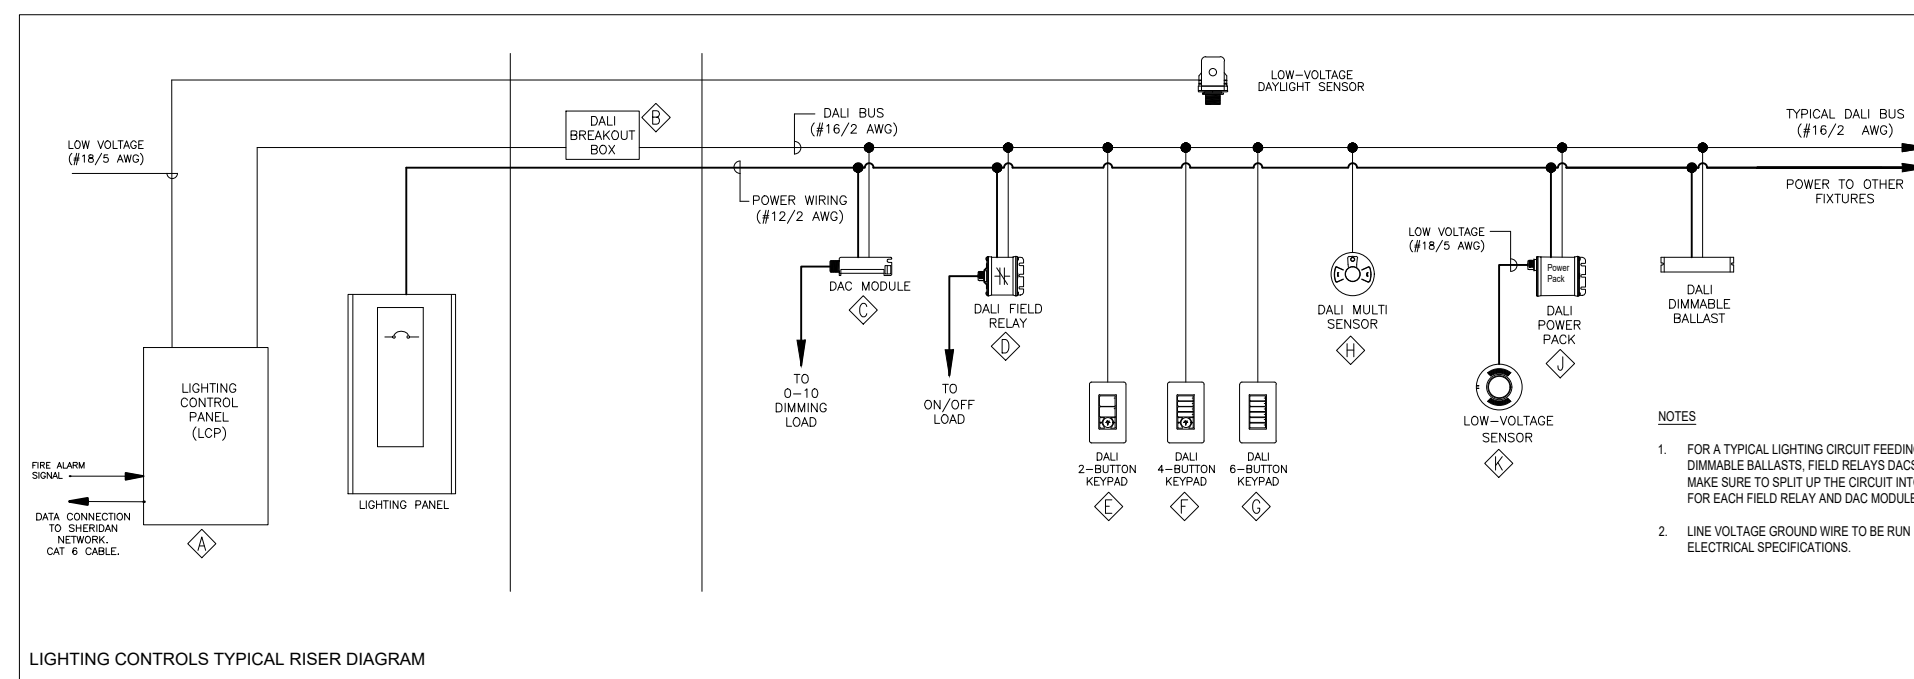 LOW-VOLTAGE
DAYLIGHT SENSOR
LOW VOLTAGE
(#18/5 AWG)
DALI
BREAKOUT
BOX
B
DALI BUS
(#16/2 AWG)
TYPICAL DALI BUS
(#16/2 AWG)
POWER WIRING
(#12/2 AWG)
POWER TO OTHER
FIXTURES
LOW VOLTAGE
(#18/5 AWG)
DAC MODULE
C
DALI FIELD
RELAY
D
DALI MULTI
SENSOR
H
Power
Pack
DALI
POWER
PACK
J
DALI
DIMMABLE
BALLAST
TO
0-10
DIMMING
LOAD
TO
ON/OFF
LOAD
LIGHTING
CONTROL
PANEL
(LCP)
FIRE ALARM
SIGNAL
DATA CONNECTION
TO SHERIDAN
NETWORK.
CAT 6 CABLE.
A
LIGHTING PANEL
DALI
2-BUTTON
KEYPAD
E
DALI
4-BUTTON
KEYPAD
F
DALI
6-BUTTON
KEYPAD
G
LOW-VOLTAGE
SENSOR
K
NOTES
1. FOR A TYPICAL LIGHTING CIRCUIT FEEDING
DIMMABLE BALLASTS, FIELD RELAYS DACS
MAKE SURE TO SPLIT UP THE CIRCUIT INTO
FOR EACH FIELD RELAY AND DAC MODULE
2. LINE VOLTAGE GROUND WIRE TO BE RUN
ELECTRICAL SPECIFICATIONS.
LIGHTING CONTROLS TYPICAL RISER DIAGRAM